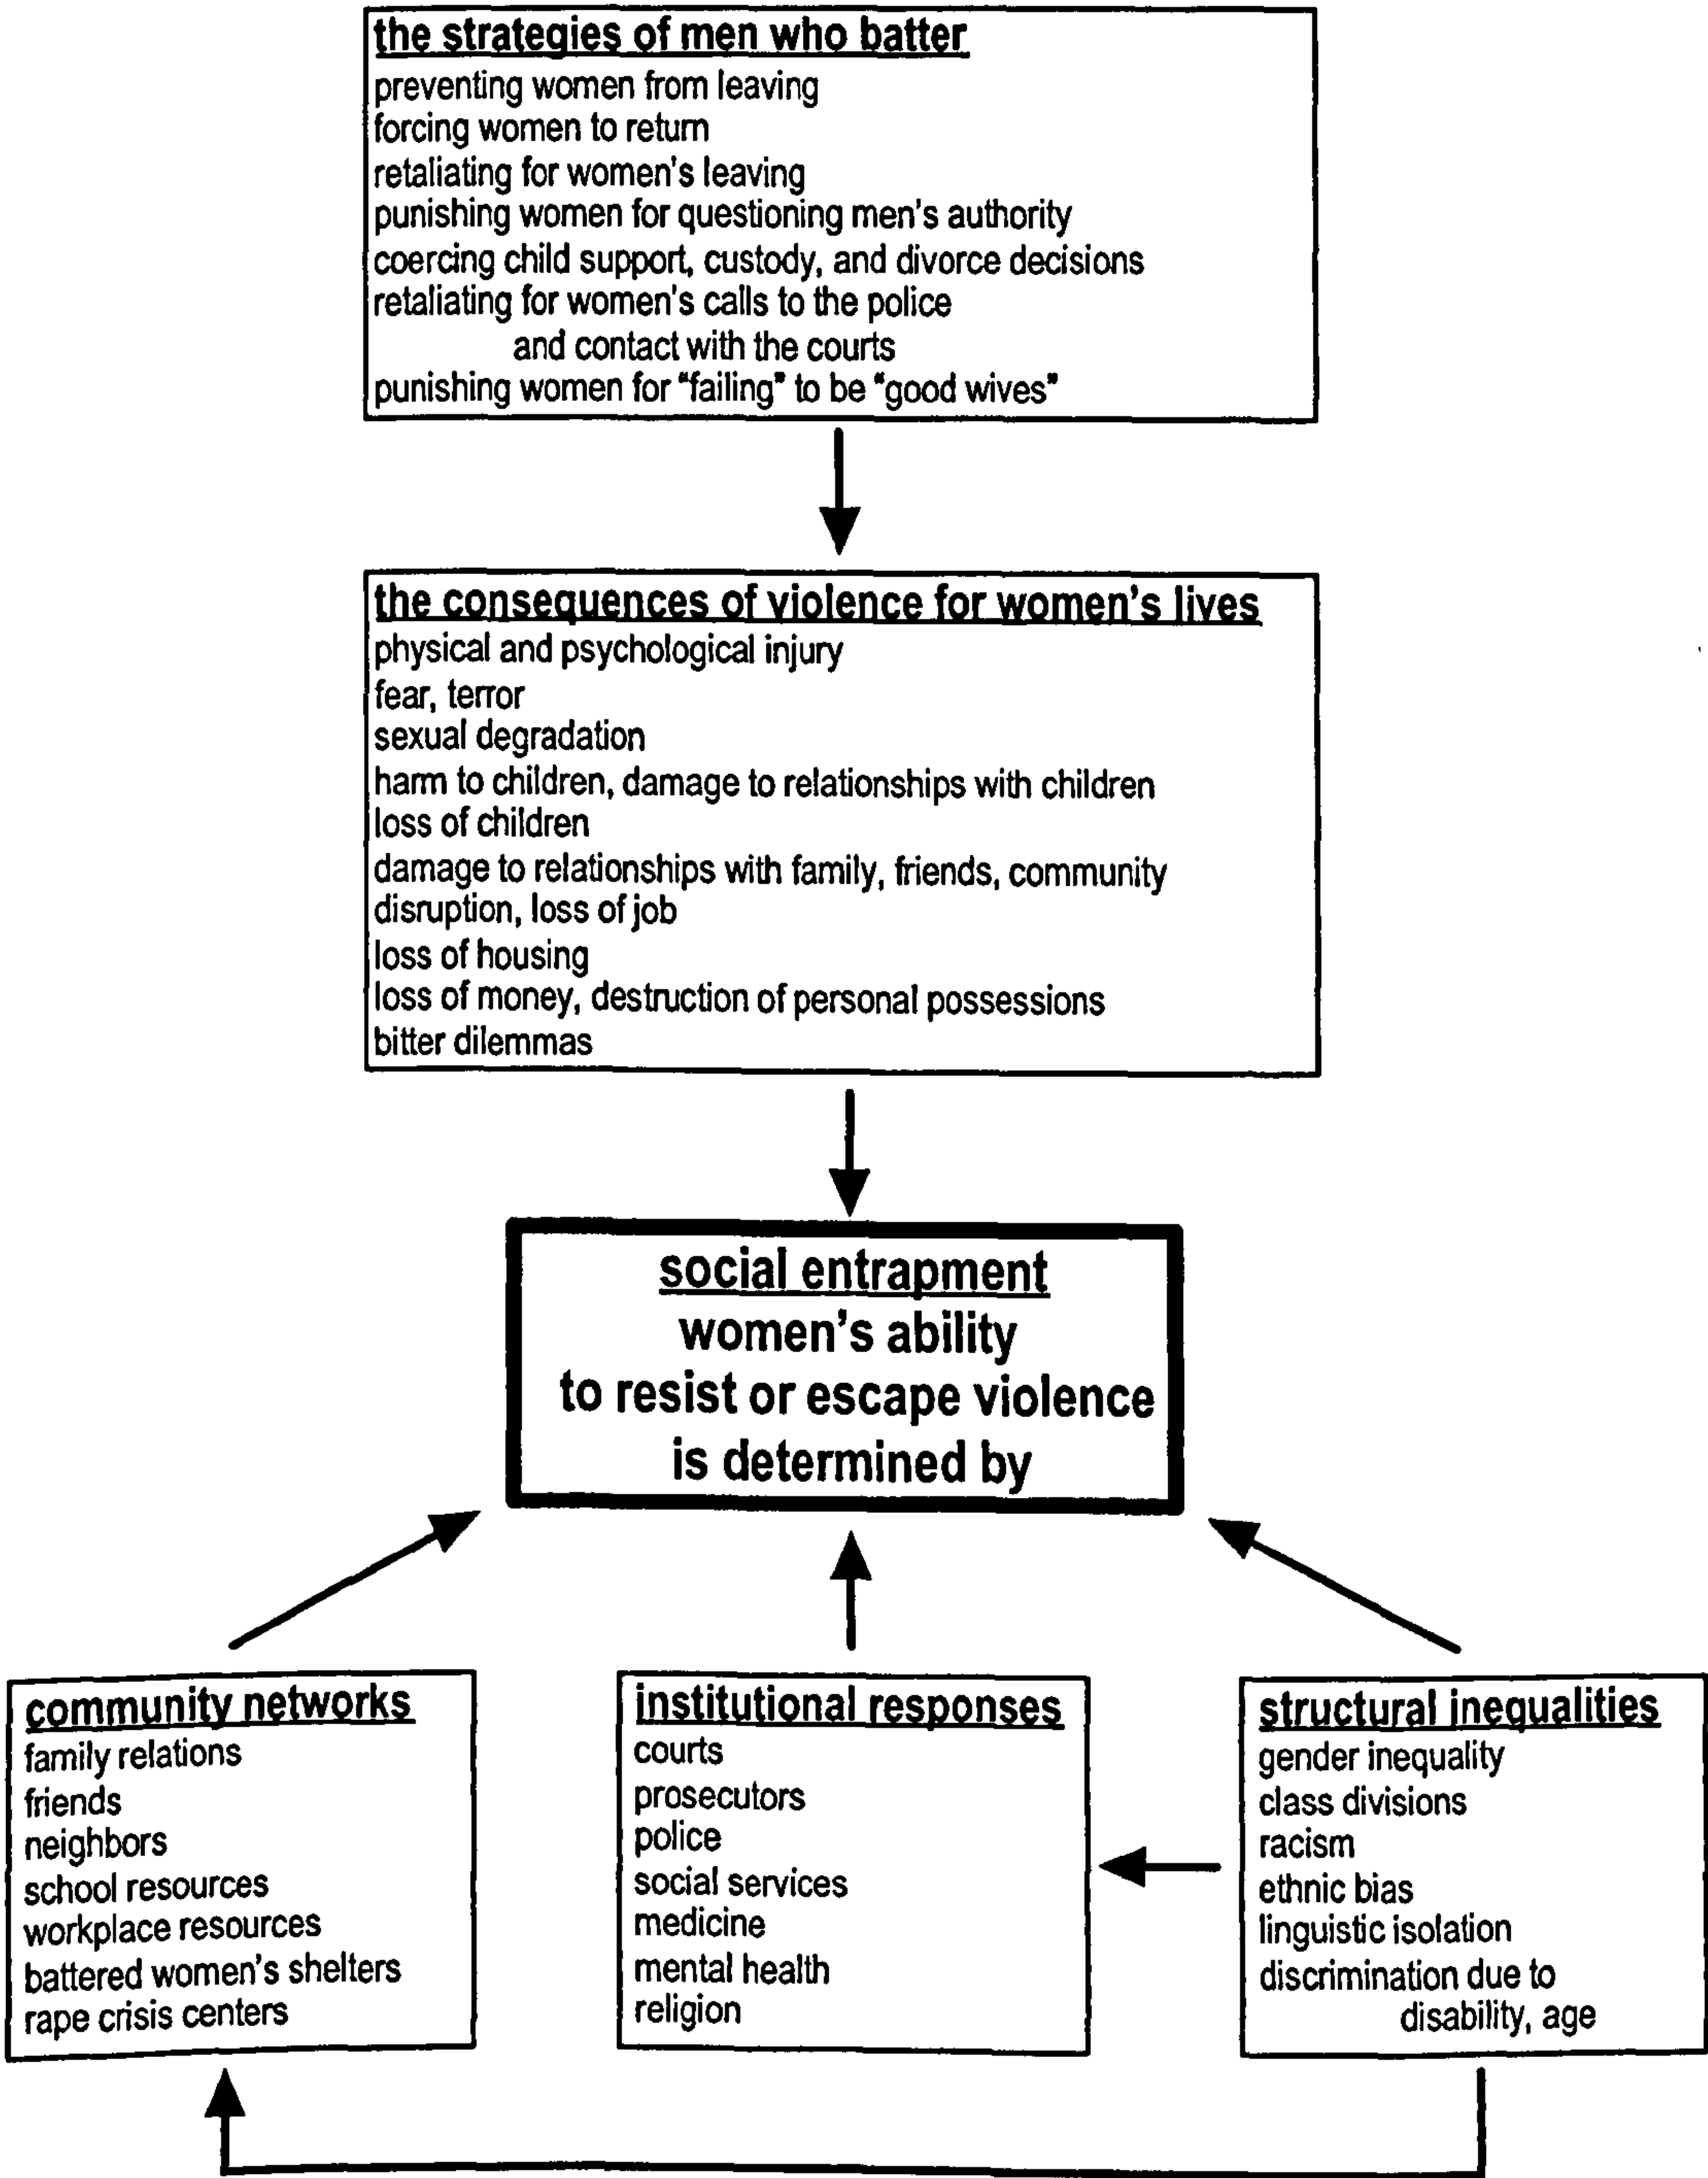 the strategies of men who batter
preventing women from leaving
forcing women to return
retaliating for women's leaving
punishing women for questioning men's authority
coercing child support, custody, and divorce decisions
retaliating for women's calls to the police
and contact with the courts
punishing women for "failing" to be "good wives"
the consequences of violence for women's lives
physical and psychological injury
fear, terror
sexual degradation
harm to children, damage to relationships with children
loss of children
damage to relationships with family, friends, community
disruption, loss of job
loss of housing
loss of money, destruction of personal possessions
bitter dilemmas
social entrapment
women's ability
to resist or escape violence
is determined by
community networks
family relations
friends
neighbors
school resources
workplace resources
battered women's shelters
rape crisis centers
institutional responses
courts
prosecutors
police
social services
medicine
mental health
religion
structural inequalities
gender inequality
class divisions
racism
ethnic bias
linguistic isolation
discrimination due to
disability, age